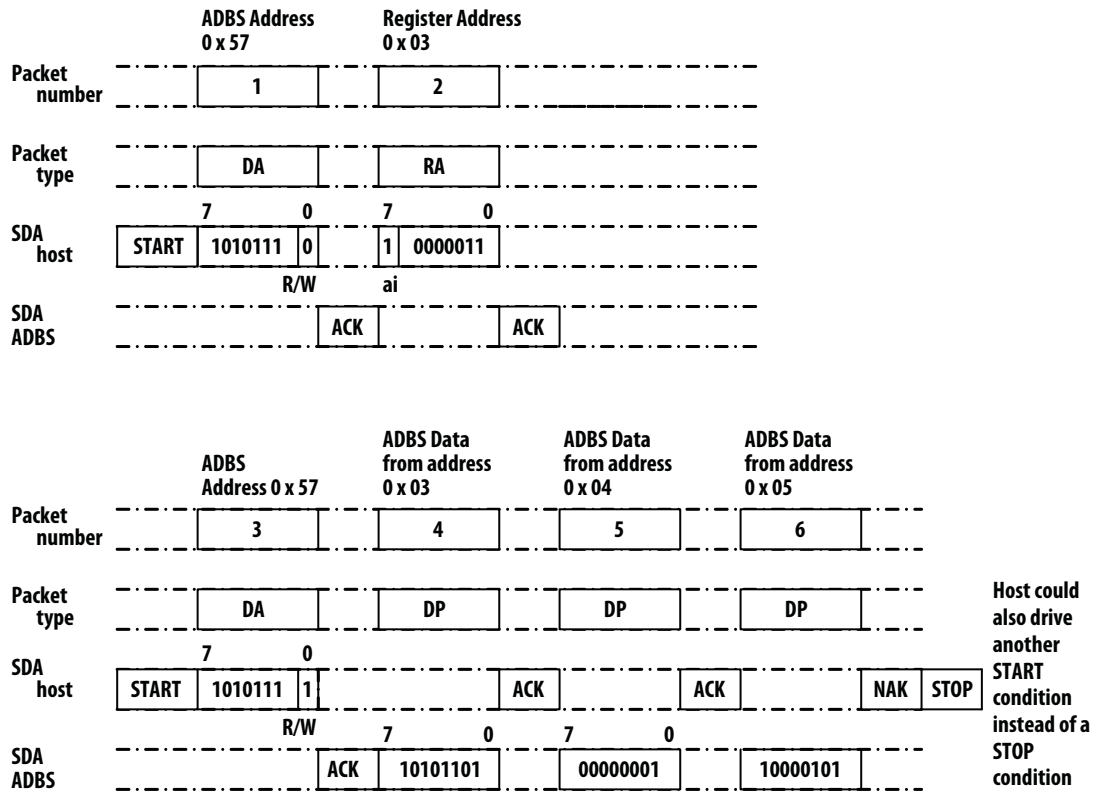 ADBS Address
0 x 57
Register Address
0 x 03
Packet
number
1
2
Packet
type
DA
RA
7 0
7 0
SDA
host
START
1010111
0
1
0000011
R/W
ai
SDA
ADBS
ACK
ACK
ADBS
Address 0 x 57
ADBS Data
from address
0 x 03
ADBS Data
from address
0 x 04
ADBS Data
from address
0 x 05
Packet
number
3
4
5
6
Packet
type
DA
DP
DP
DP
7 0
SDA
host
START
1010111
1
ACK
ACK
NAK
STOP
R/W
7 0
7 0
SDA
ADBS
ACK
10101101
00000001
10000101
Host could
also drive
another
START
condition
instead of a
STOP
condition